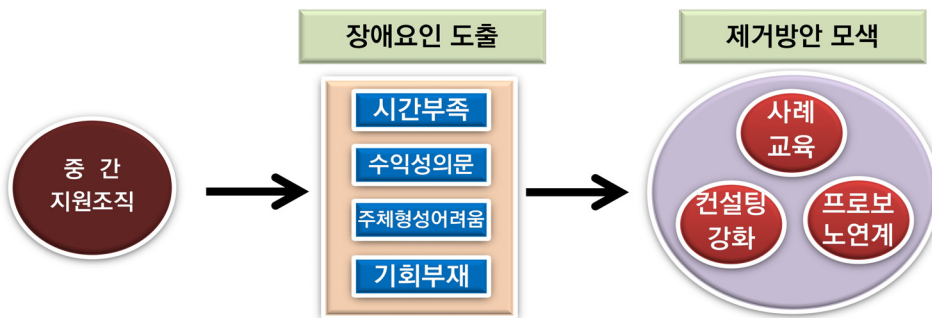 장애요인 도출
제거방안 모색
중 간
지원조직
시간부족
수익성의문
주체형성어려움
기회부재
사례
교육
컨설팅
강화
프로보
노연계